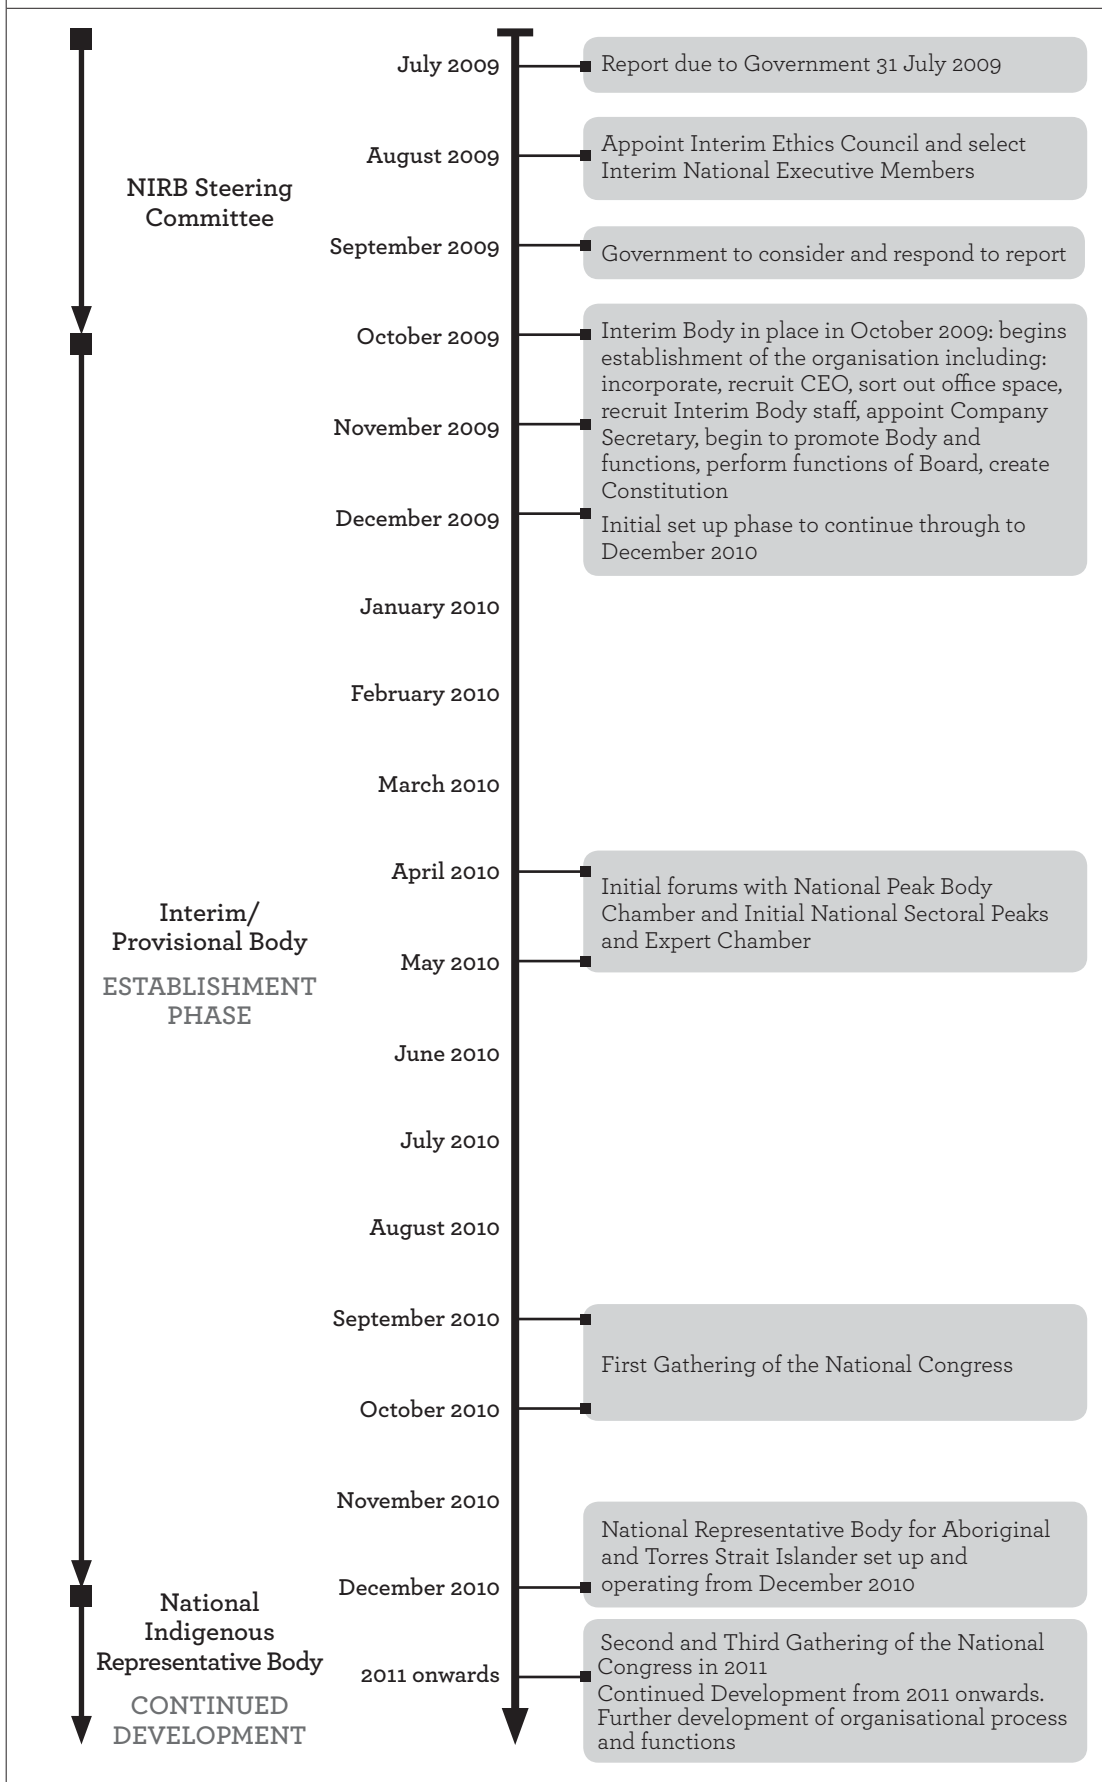 July 2009
Report due to Government 31 July 2009
August 2009
Appoint Interim Ethics Council and select
Interim National Executive Members
NIRB Steering
Committee
September 2009
Government to consider and respond to report
October 2009
November 2009
December 2009
Interim Body in place in October 2009: begins
establishment of the organisation including:
incorporate, recruit CEO, sort out office space,
recruit Interim Body staff, appoint Company
Secretary, begin to promote Body and
functions, perform functions of Board, create
Constitution
Initial set up phase to continue through to
December 2010
January 2010
February 2010
March 2010
April 2010
May 2010
Initial forums with National Peak Body
Chamber and Initial National Sectoral Peaks
and Expert Chamber
Interim/
Provisional Body
ESTABLISHMENT
PHASE
June 2010
July 2010
August 2010
September 2010
First Gathering of the National Congress
October 2010
November 2010
December 2010
National Representative Body for Aboriginal
and Torres Strait Islander set up and
operating from December 2010
National
Indigenous
Representative Body
CONTINUED
DEVELOPMENT
2011 onwards
Second and Third Gathering of the National
Congress in 2011
Continued Development from 2011 onwards.
Further development of organisational process
and functions